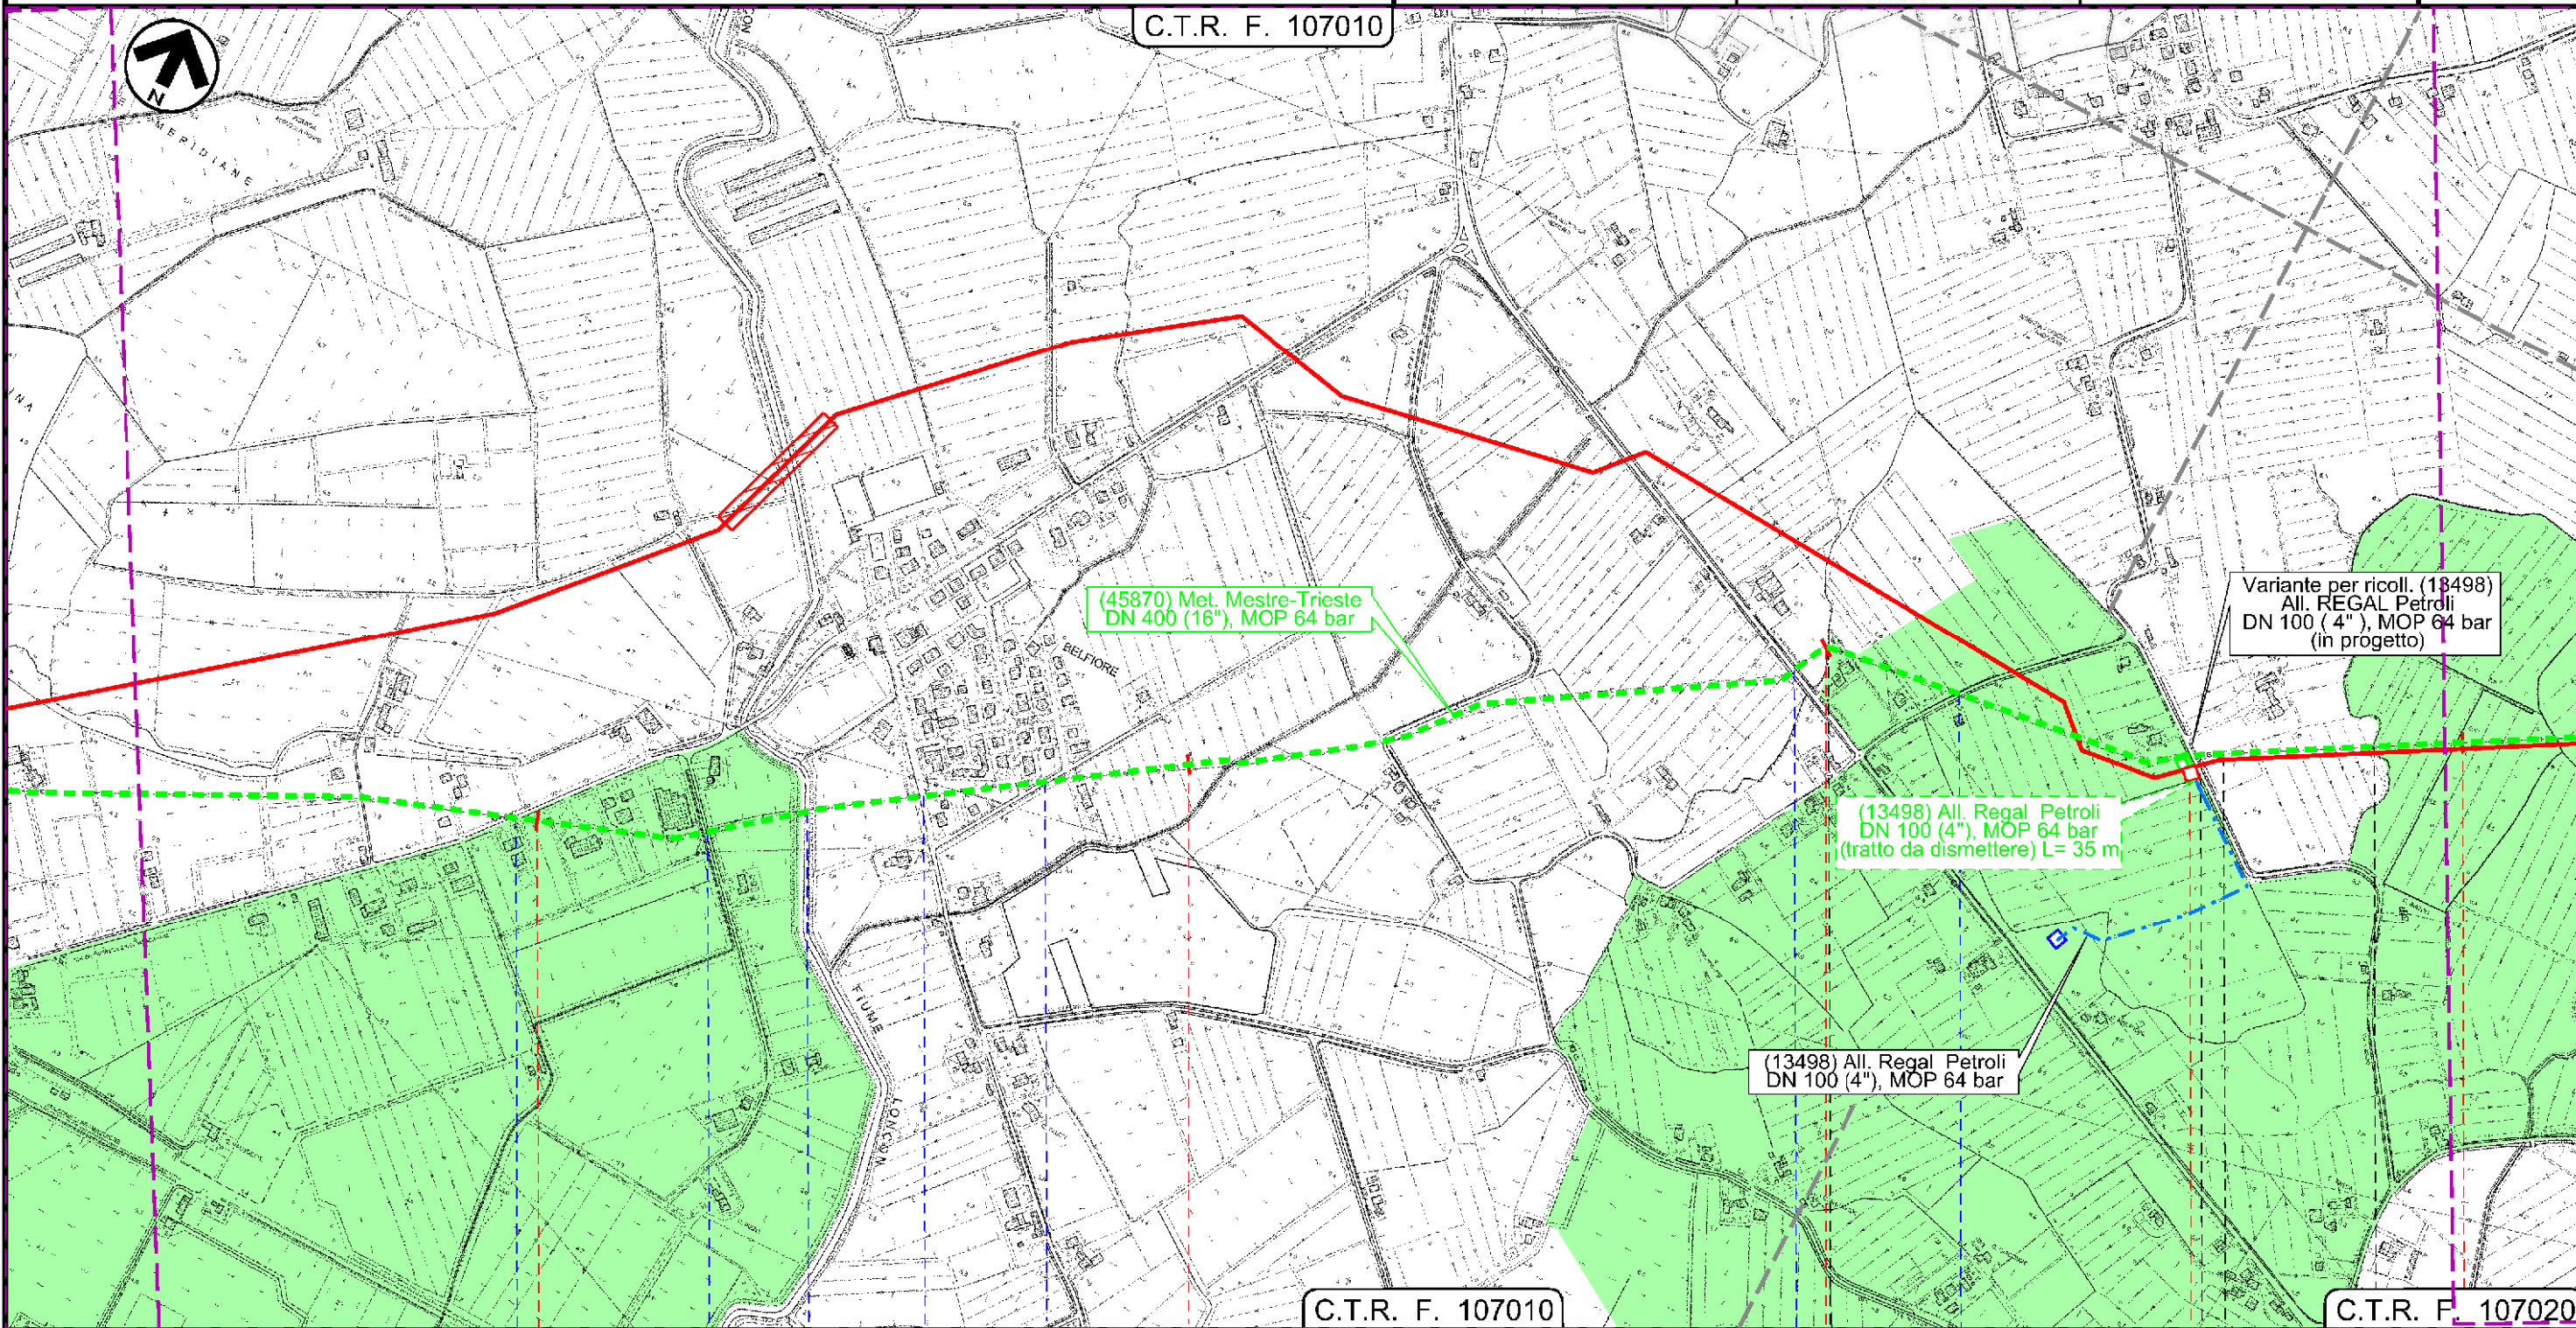 C.T.R. F. 107010
N
MERIDIANE
(45870) Met. Mestre-Trieste
DN 400 (16"), MOP 64 bar
BELFIORE
Variante per ricoll. (13498)
All. REGAL Petroli
DN 100 ( 4" ), MOP 64 bar
(in progetto)
(13498) All. Regal Petroli
DN 100 (4"), MOP 64 bar
(tratto da dismettere) L= 35 m
FIUME
LONCON
(13498) All. Regal Petroli
DN 100 (4"), MOP 64 bar
C.T.R. F. 107010
C.T.R. F. 107020